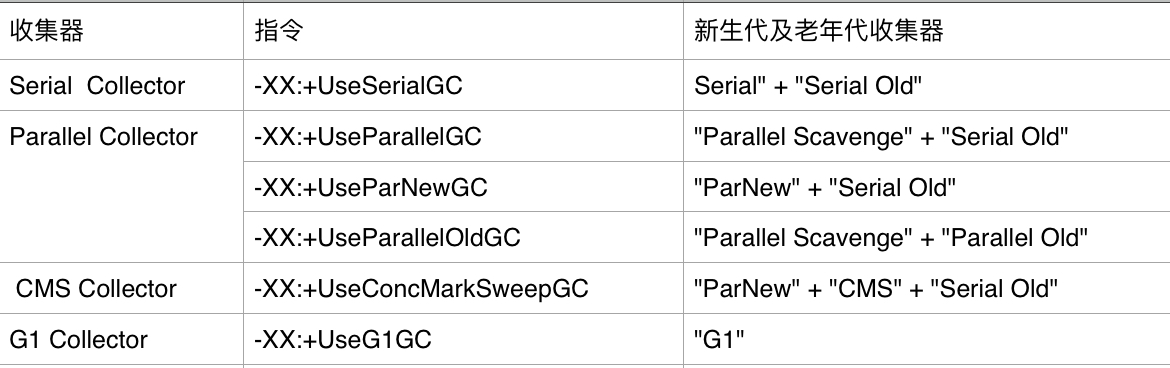 收集器 指令 新生代及老年代收集器
Serial  Collector -XX:+UseSerialGC Serial" + "Serial Old"
Parallel Collector -XX:+UseParallelGC "Parallel Scavenge" + "Serial Old"
-XX:+UseParNewGC "ParNew" + "Serial Old"
-XX:+UseParallelOldGC "Parallel Scavenge" + "Parallel Old"
CMS Collector -XX:+UseConcMarkSweepGC "ParNew" + "CMS" + "Serial Old"
G1 Collector -XX:+UseG1GC "G1"